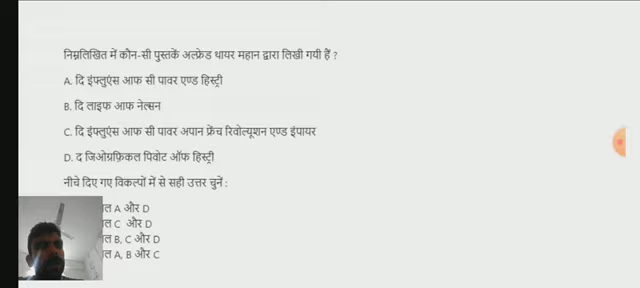 निम्नलिखित में कौन-सी पुस्तकें अल्फ्रेड थायर महान द्वारा लिखी गयी हैं ?
A. दि इंफ्लुएंस आफ सी पावर एण्ड हिस्ट्री
B. दि लाइफ आफ नेल्सन
C. दि इंफ्लुएंस आफ सी पावर अपान फ्रेंच रिवोल्यूशन एण्ड इंपायर
D. द जिओग्रफ़िकल पिवोट ऑफ हिस्ट्री
नीचे दिए गए विकल्पों में से सही उत्तर चुनें :
A और D
C और D
B, C और D
A, B और C